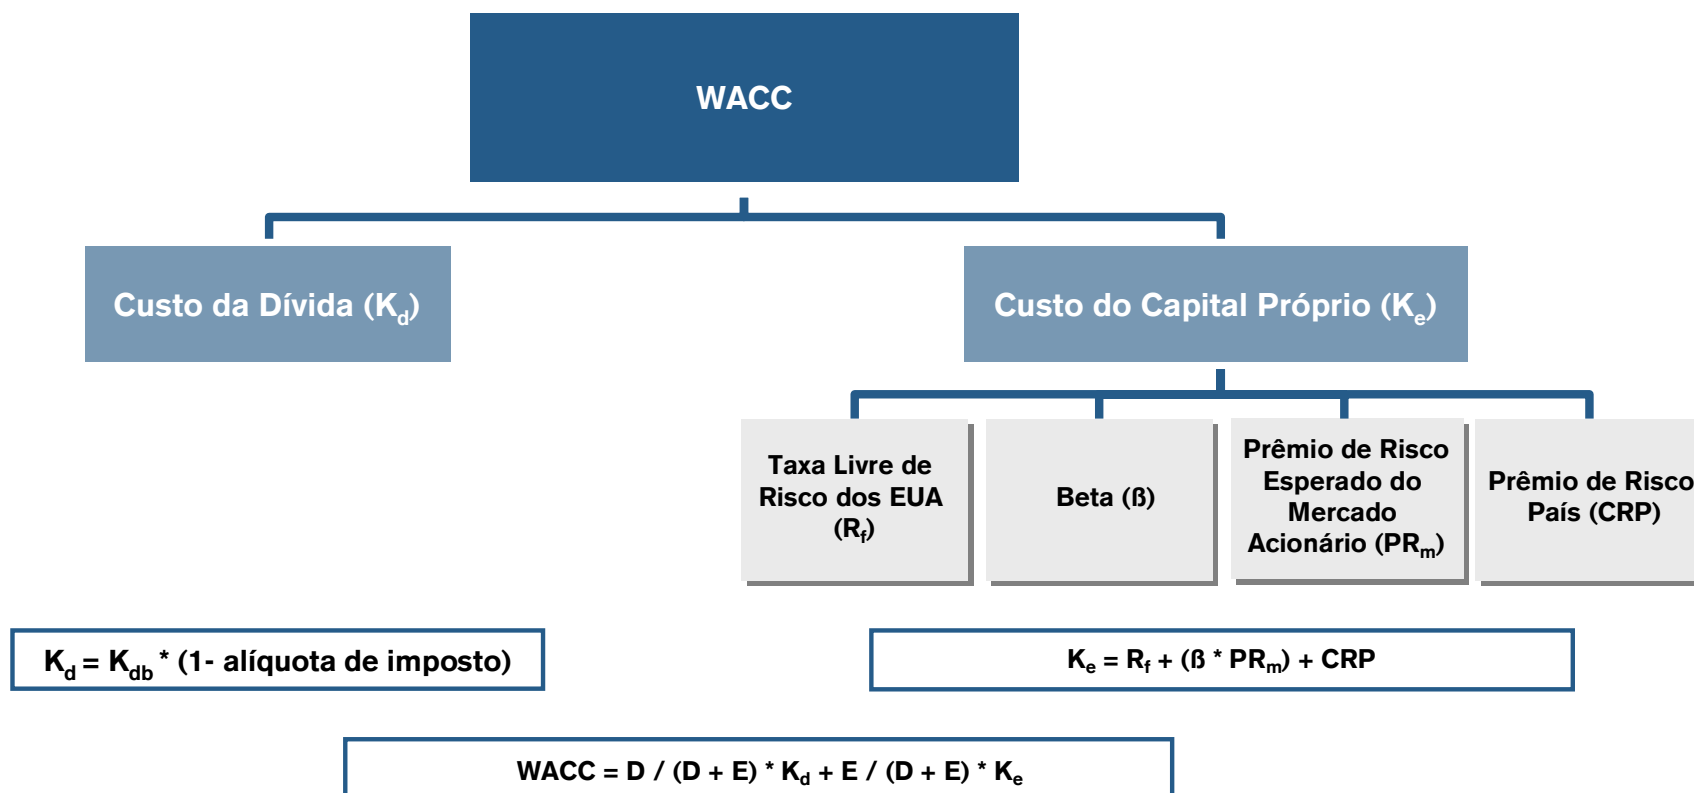 WACC
Custo da Dívida (Kd)
Custo do Capital Próprio (Ke)
Taxa Livre de
Risco dos EUA
(Rf)
Beta (ß)
Prêmio de Risco
Esperado do
Mercado
Acionário (PRm)
Prêmio de Risco
País (CRP)
Kd = Kdb * (1- alíquota de imposto)
Ke = Rf + (ß * PRm) + CRP
WACC = D / (D + E) * Kd + E / (D + E) * Ke